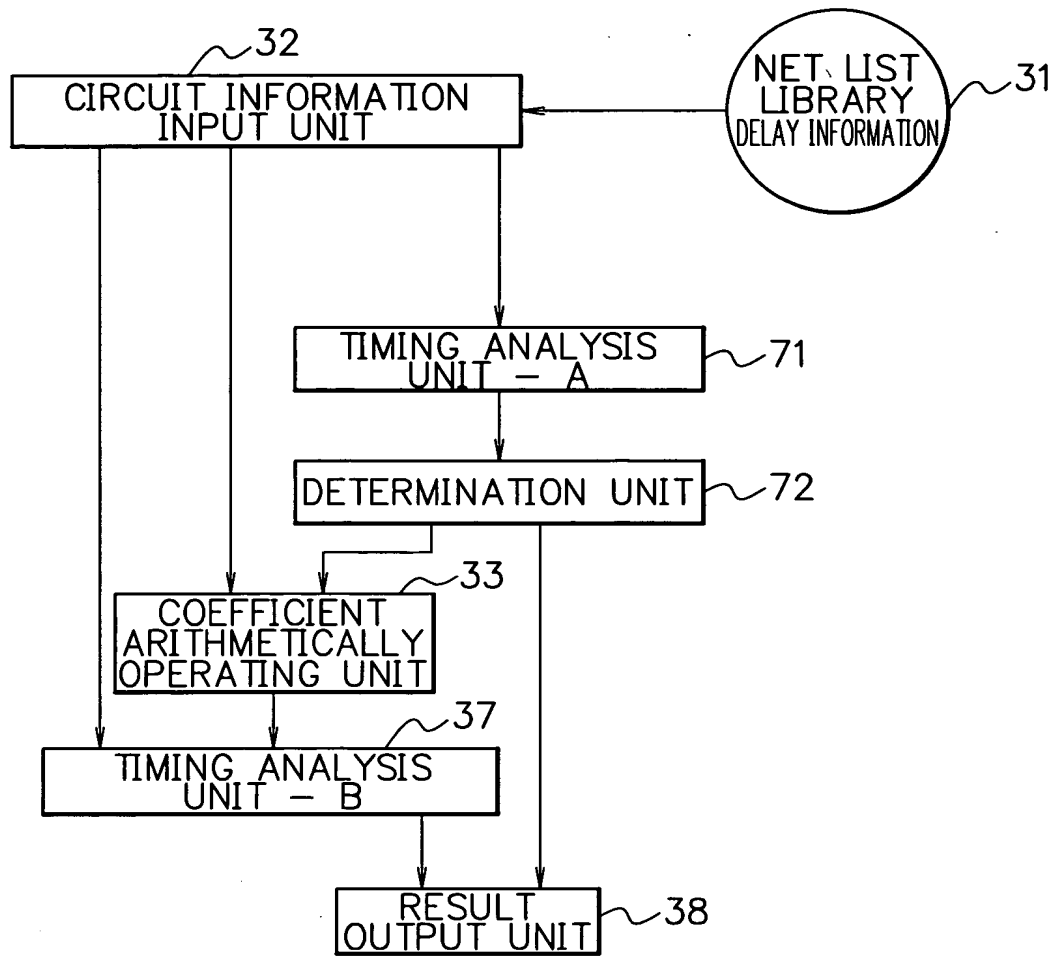 32
CIRCUIT INFORMATION
INPUT UNIT
NET LIST
LIBRARY
DELAY INFORMATION
31
TIMING ANALYSIS
UNIT - A
71
DETERMINATION UNIT
72
33
COEFFICIENT
ARITHMETICALLY
OPERATING UNIT
37
TIMING ANALYSIS
UNIT - B
RESULT
OUTPUT UNIT
38